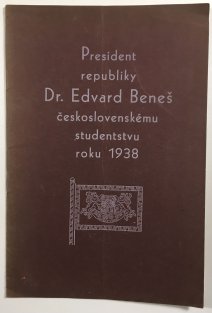 President
republiky
Dr. Edvard Beneš
československému
studentstvu
roku 1938